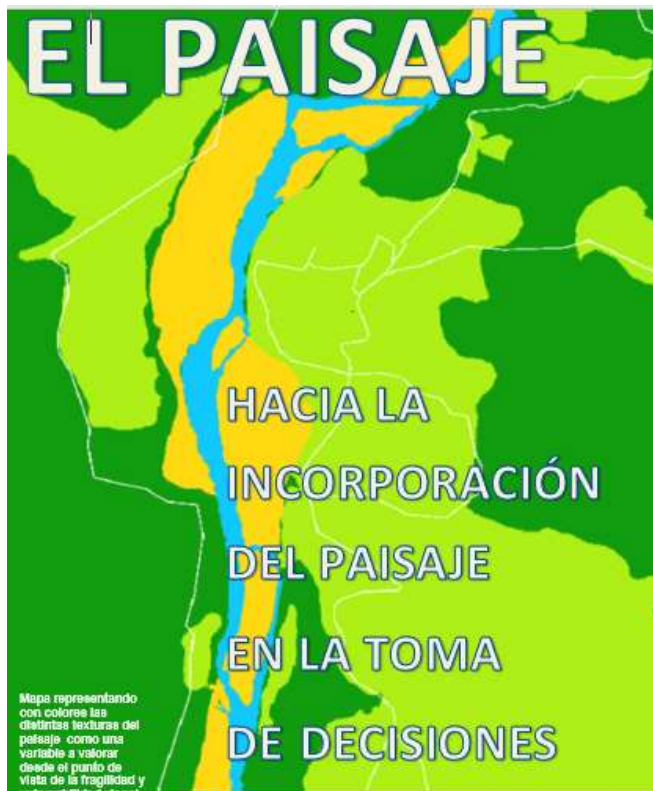 EL PAISAJE
HACIA LA
INCORPORACIÓN
DEL PAISAJE
EN LA TOMA
DE DECISIONES
Mapa representando
con colores las
distintas texturas del
paisaje como una
variable a valorar
desde el punto de
vista de la fragilidad y